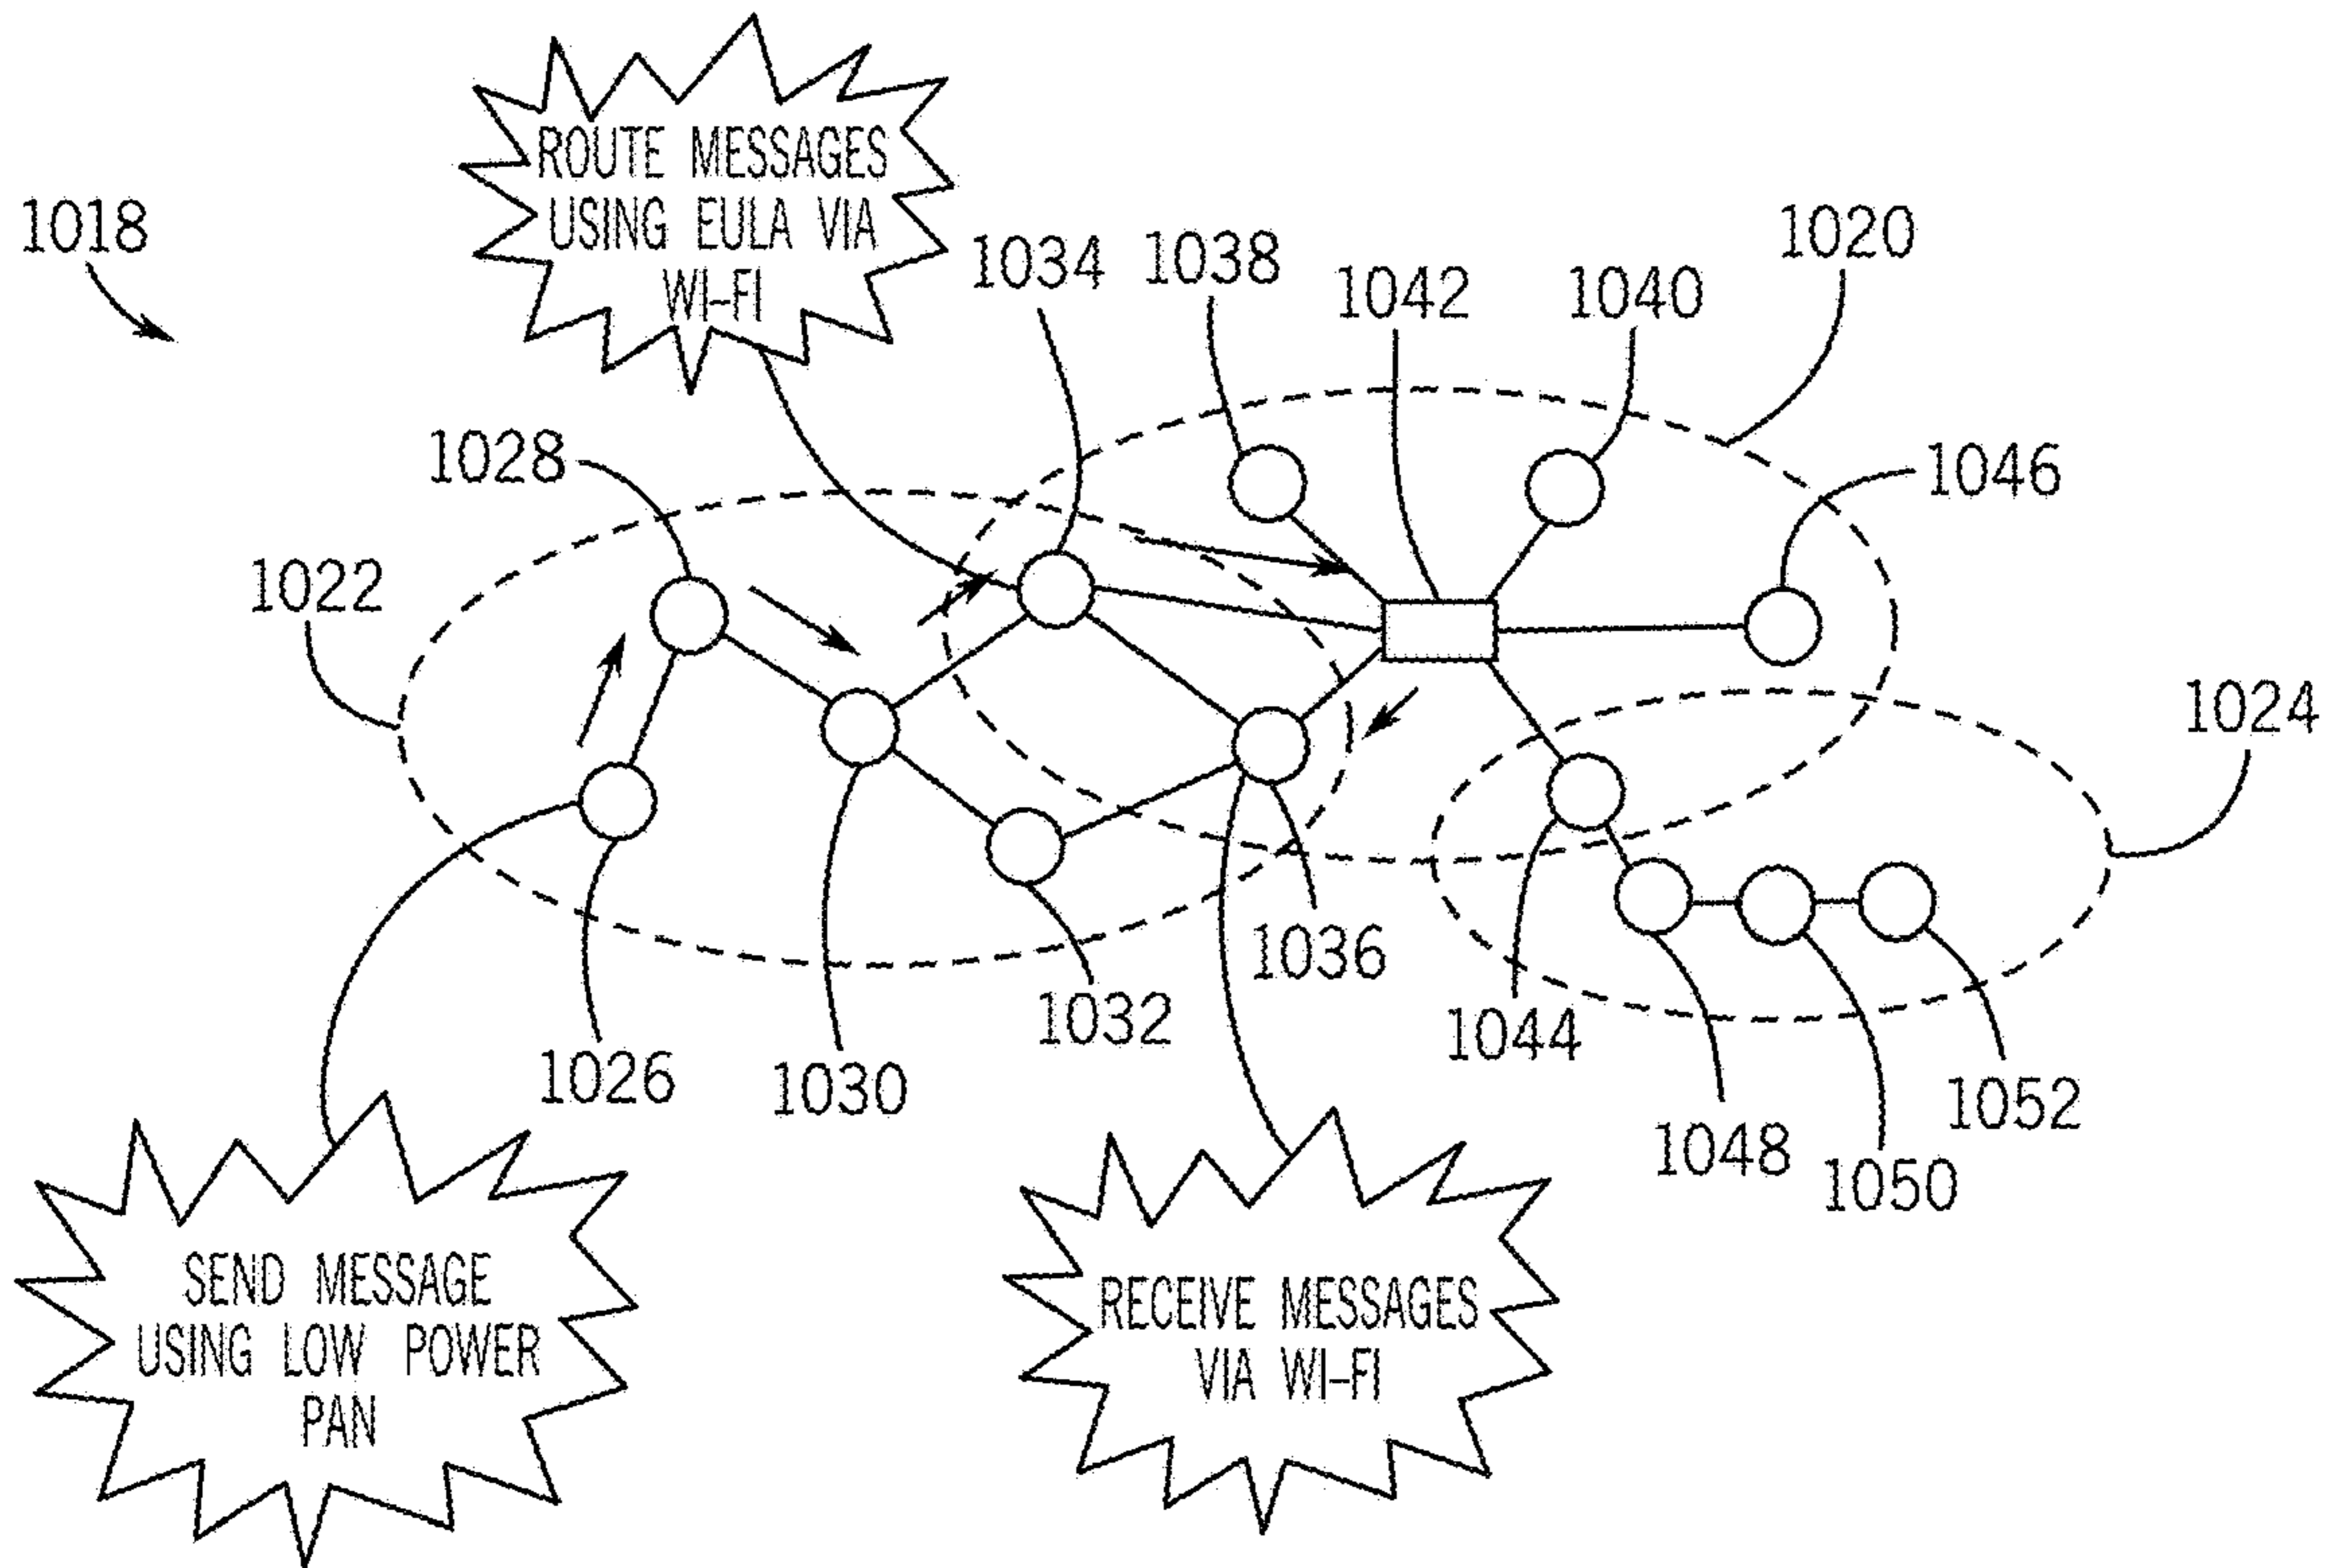 ROUTE MESSAGES
USING EULA VIA
WI-FI
1018
1034
1038
1042
1040
1020
1028
1046
1022
1024
1036
1032
1044
1026
1030
1048
1050
1052
SEND MESSAGE
USING LOW POWER
PAN
RECEIVE MESSAGES
VIA WI-FI